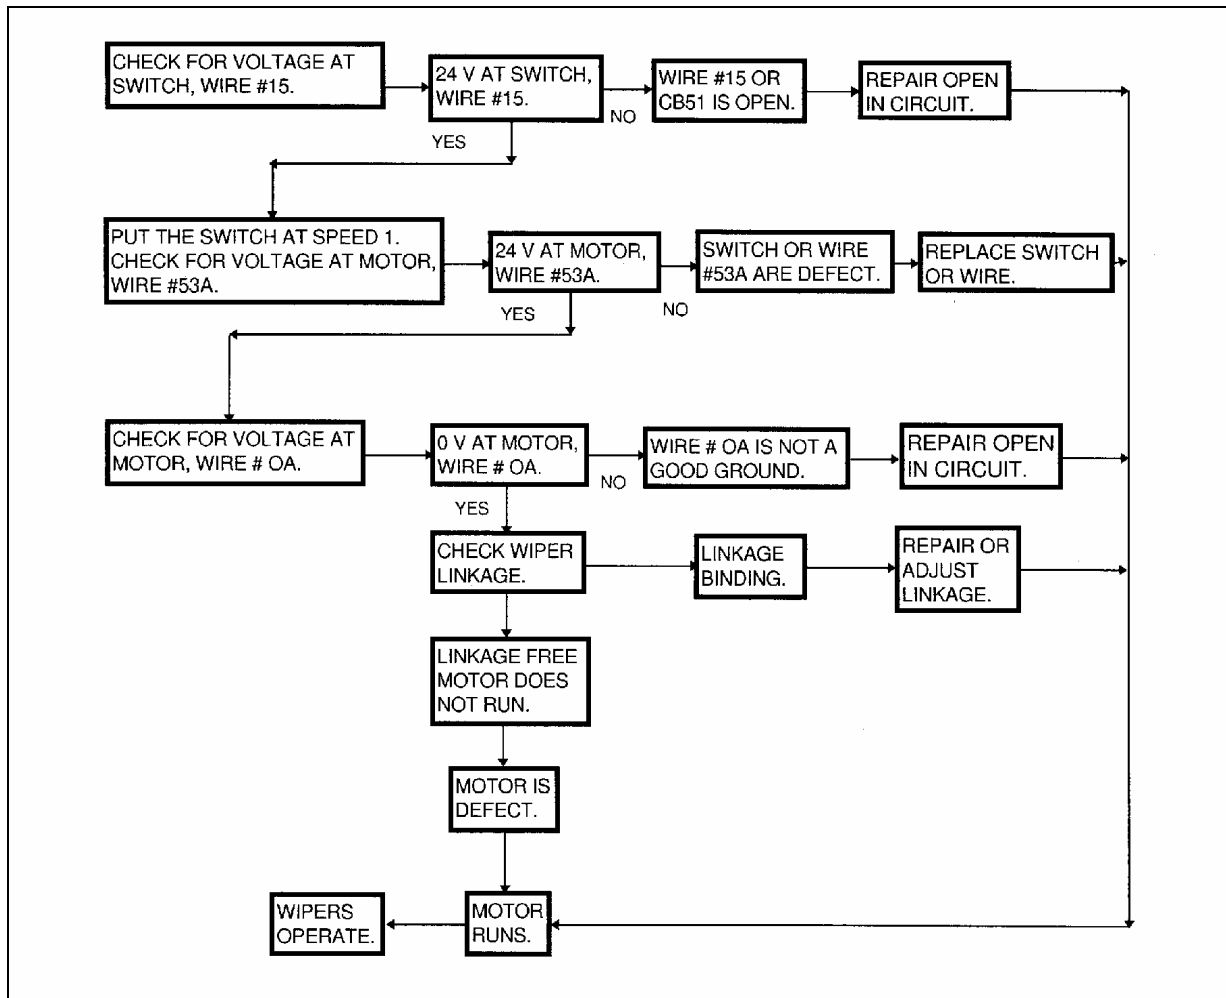 CHECK FOR VOLTAGE AT
SWITCH, WIRE #15.
24 V AT SWITCH,
WIRE #15.
NO
WIRE #15 OR
CB51 IS OPEN.
REPAIR OPEN
IN CIRCUIT.
YES
PUT THE SWITCH AT SPEED 1.
CHECK FOR VOLTAGE AT MOTOR,
WIRE #53A.
24 V AT MOTOR,
WIRE #53A.
NO
SWITCH OR WIRE
#53A ARE DEFECT.
REPLACE SWITCH
OR WIRE.
YES
CHECK FOR VOLTAGE AT
MOTOR, WIRE # OA.
0 V AT MOTOR,
WIRE # OA.
NO
WIRE # OA IS NOT A
GOOD GROUND.
REPAIR OPEN
IN CIRCUIT.
YES
CHECK WIPER
LINKAGE.
LINKAGE
BINDING.
REPAIR OR
ADJUST
LINKAGE.
LINKAGE FREE
MOTOR DOES
NOT RUN.
MOTOR IS
DEFECT.
MOTOR
RUNS.
WIPERS
OPERATE.